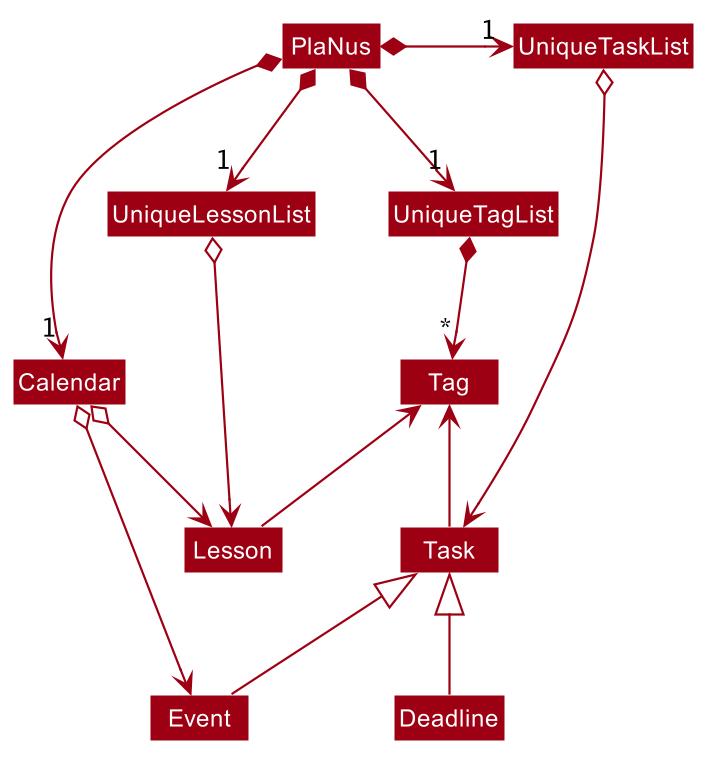 PlaNus
1
UniqueTaskList
1
1
UniqueLessonList
UniqueTagList
1
*
Calendar
Tag
Lesson
Task
Event
Deadline